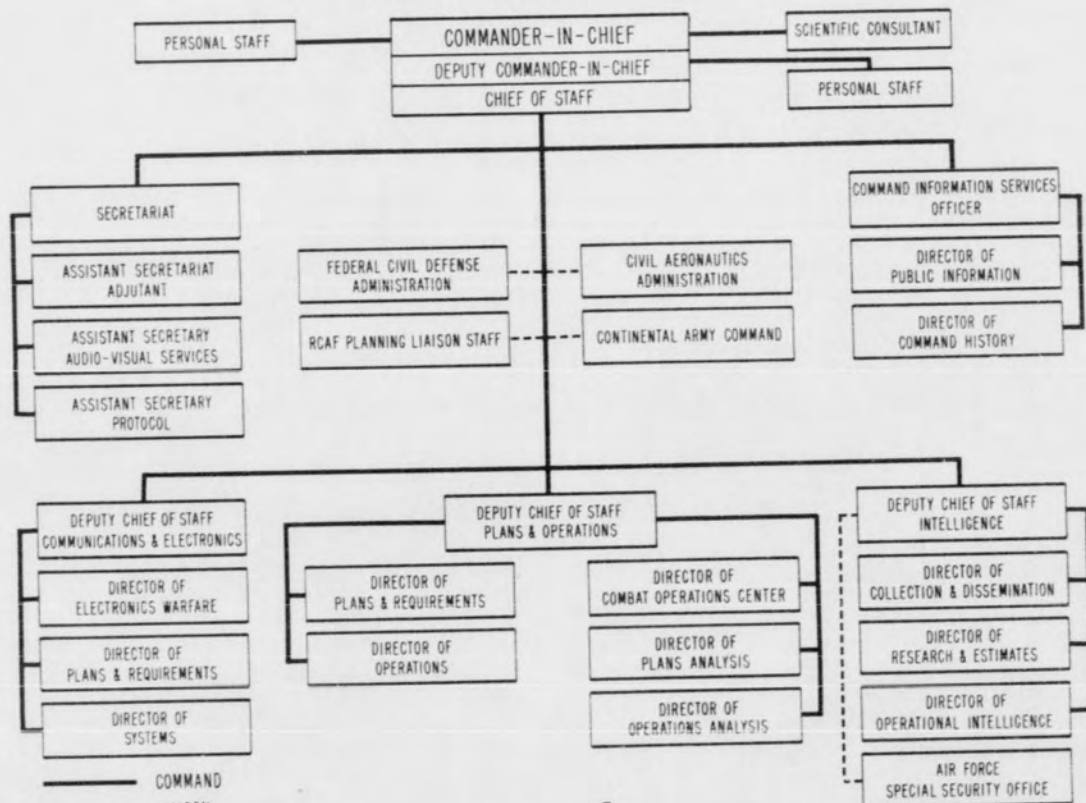 PERSONAL STAFF
COMMANDER-IN-CHIEF
DEPUTY COMMANDER-IN-CHIEF
CHIEF OF STAFF
SCIENTIFIC CONSULTANT
PERSONAL STAFF
SECRETARIAT
ASSISTANT SECRETARIAT
ADJUTANT
ASSISTANT SECRETARY
AUDIO-VISUAL SERVICES
ASSISTANT SECRETARY
PROTOCOL
FEDERAL CIVIL DEFENSE
ADMINISTRATION
CIVIL AERONAUTICS
ADMINISTRATION
RCAF PLANNING LIAISON STAFF
CONTINENTAL ARMY COMMAND
COMMAND INFORMATION SERVICES
OFFICER
DIRECTOR OF
PUBLIC INFORMATION
DIRECTOR OF
COMMAND HISTORY
DEPUTY CHIEF OF STAFF
COMMUNICATIONS & ELECTRONICS
DIRECTOR OF
ELECTRONICS WARFARE
DIRECTOR OF
PLANS & REQUIREMENTS
DIRECTOR OF
SYSTEMS
DEPUTY CHIEF OF STAFF
PLANS & OPERATIONS
DIRECTOR OF
PLANS & REQUIREMENTS
DIRECTOR OF
OPERATIONS
DIRECTOR OF
COMBAT OPERATIONS CENTER
DIRECTOR OF
PLANS ANALYSIS
DIRECTOR OF
OPERATIONS ANALYSIS
DEPUTY CHIEF OF STAFF
INTELLIGENCE
DIRECTOR OF
COLLECTION & DISSEMINATION
DIRECTOR OF
RESEARCH & ESTIMATES
DIRECTOR OF
OPERATIONAL INTELLIGENCE
AIR FORCE
SPECIAL SECURITY OFFICE
COMMAND